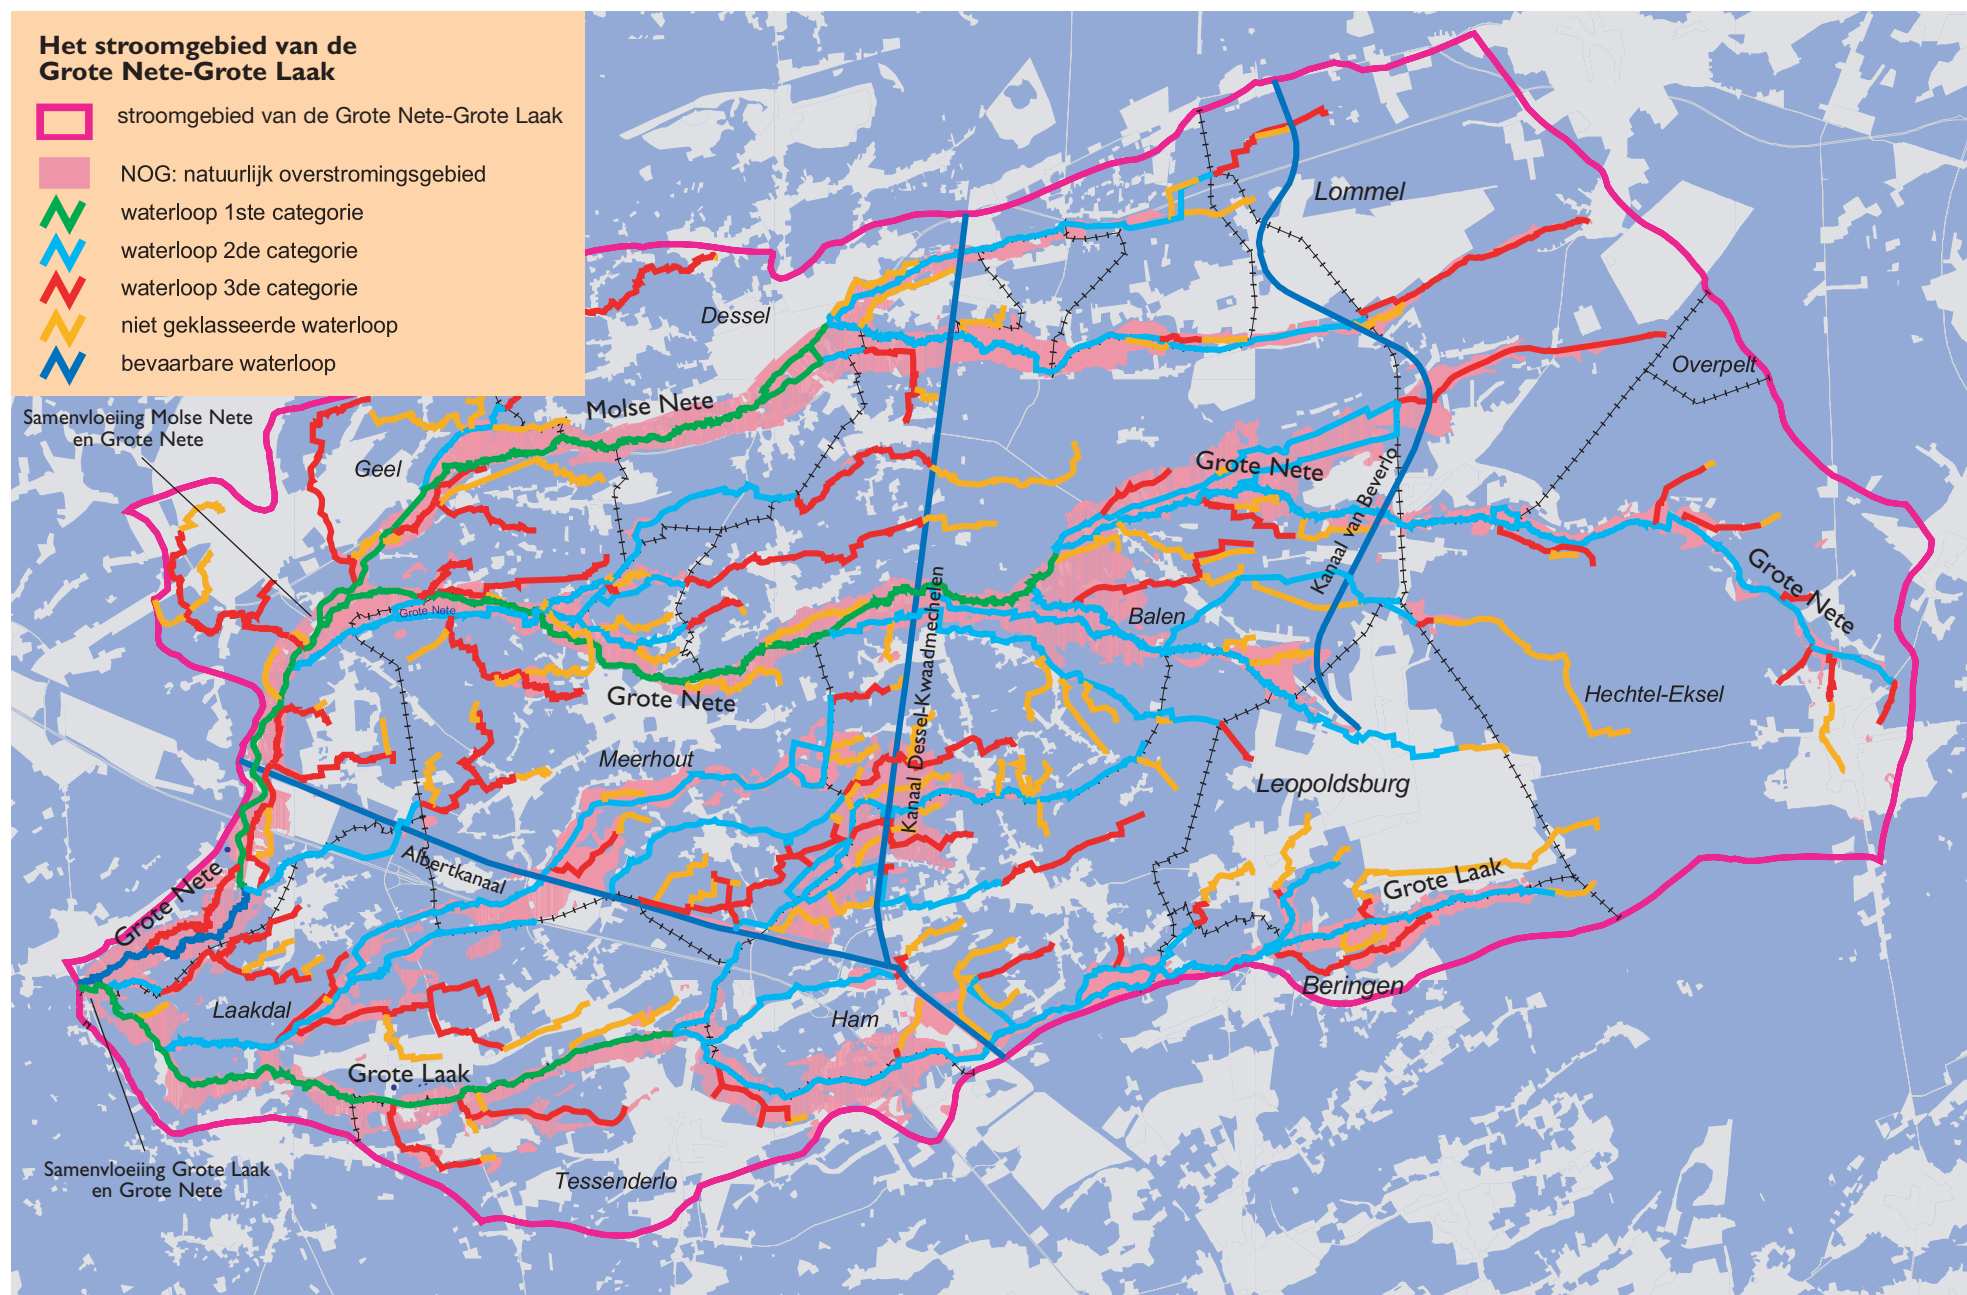 Het stroomgebied van de
Grote Nete-Grote Laak
stroomgebied van de Grote Nete-Grote Laak
NOG: natuurlijk overstromingsgebied
waterloop 1ste categorie
waterloop 2de categorie
waterloop 3de categorie
niet geklasseerde waterloop
bevaarbare waterloop
Lommel
Dessel
Overpelt
Molse Nete
Samenvloeiing Molse Nete
en Grote Nete
Geel
Grote Nete
Kanaal van Beverlo
Grote Nete
Grote Nete
Balen
Kanaal Dessel-Kwaadmechelen
Grote Nete
Hechtel-Eksel
Meerhout
Leopoldsburg
Albertkanaal
Grote Nete
Grote Laak
Beringen
Laakdal
Ham
Grote Laak
Samenvloeiing Grote Laak
en Grote Nete
Tessenderlo